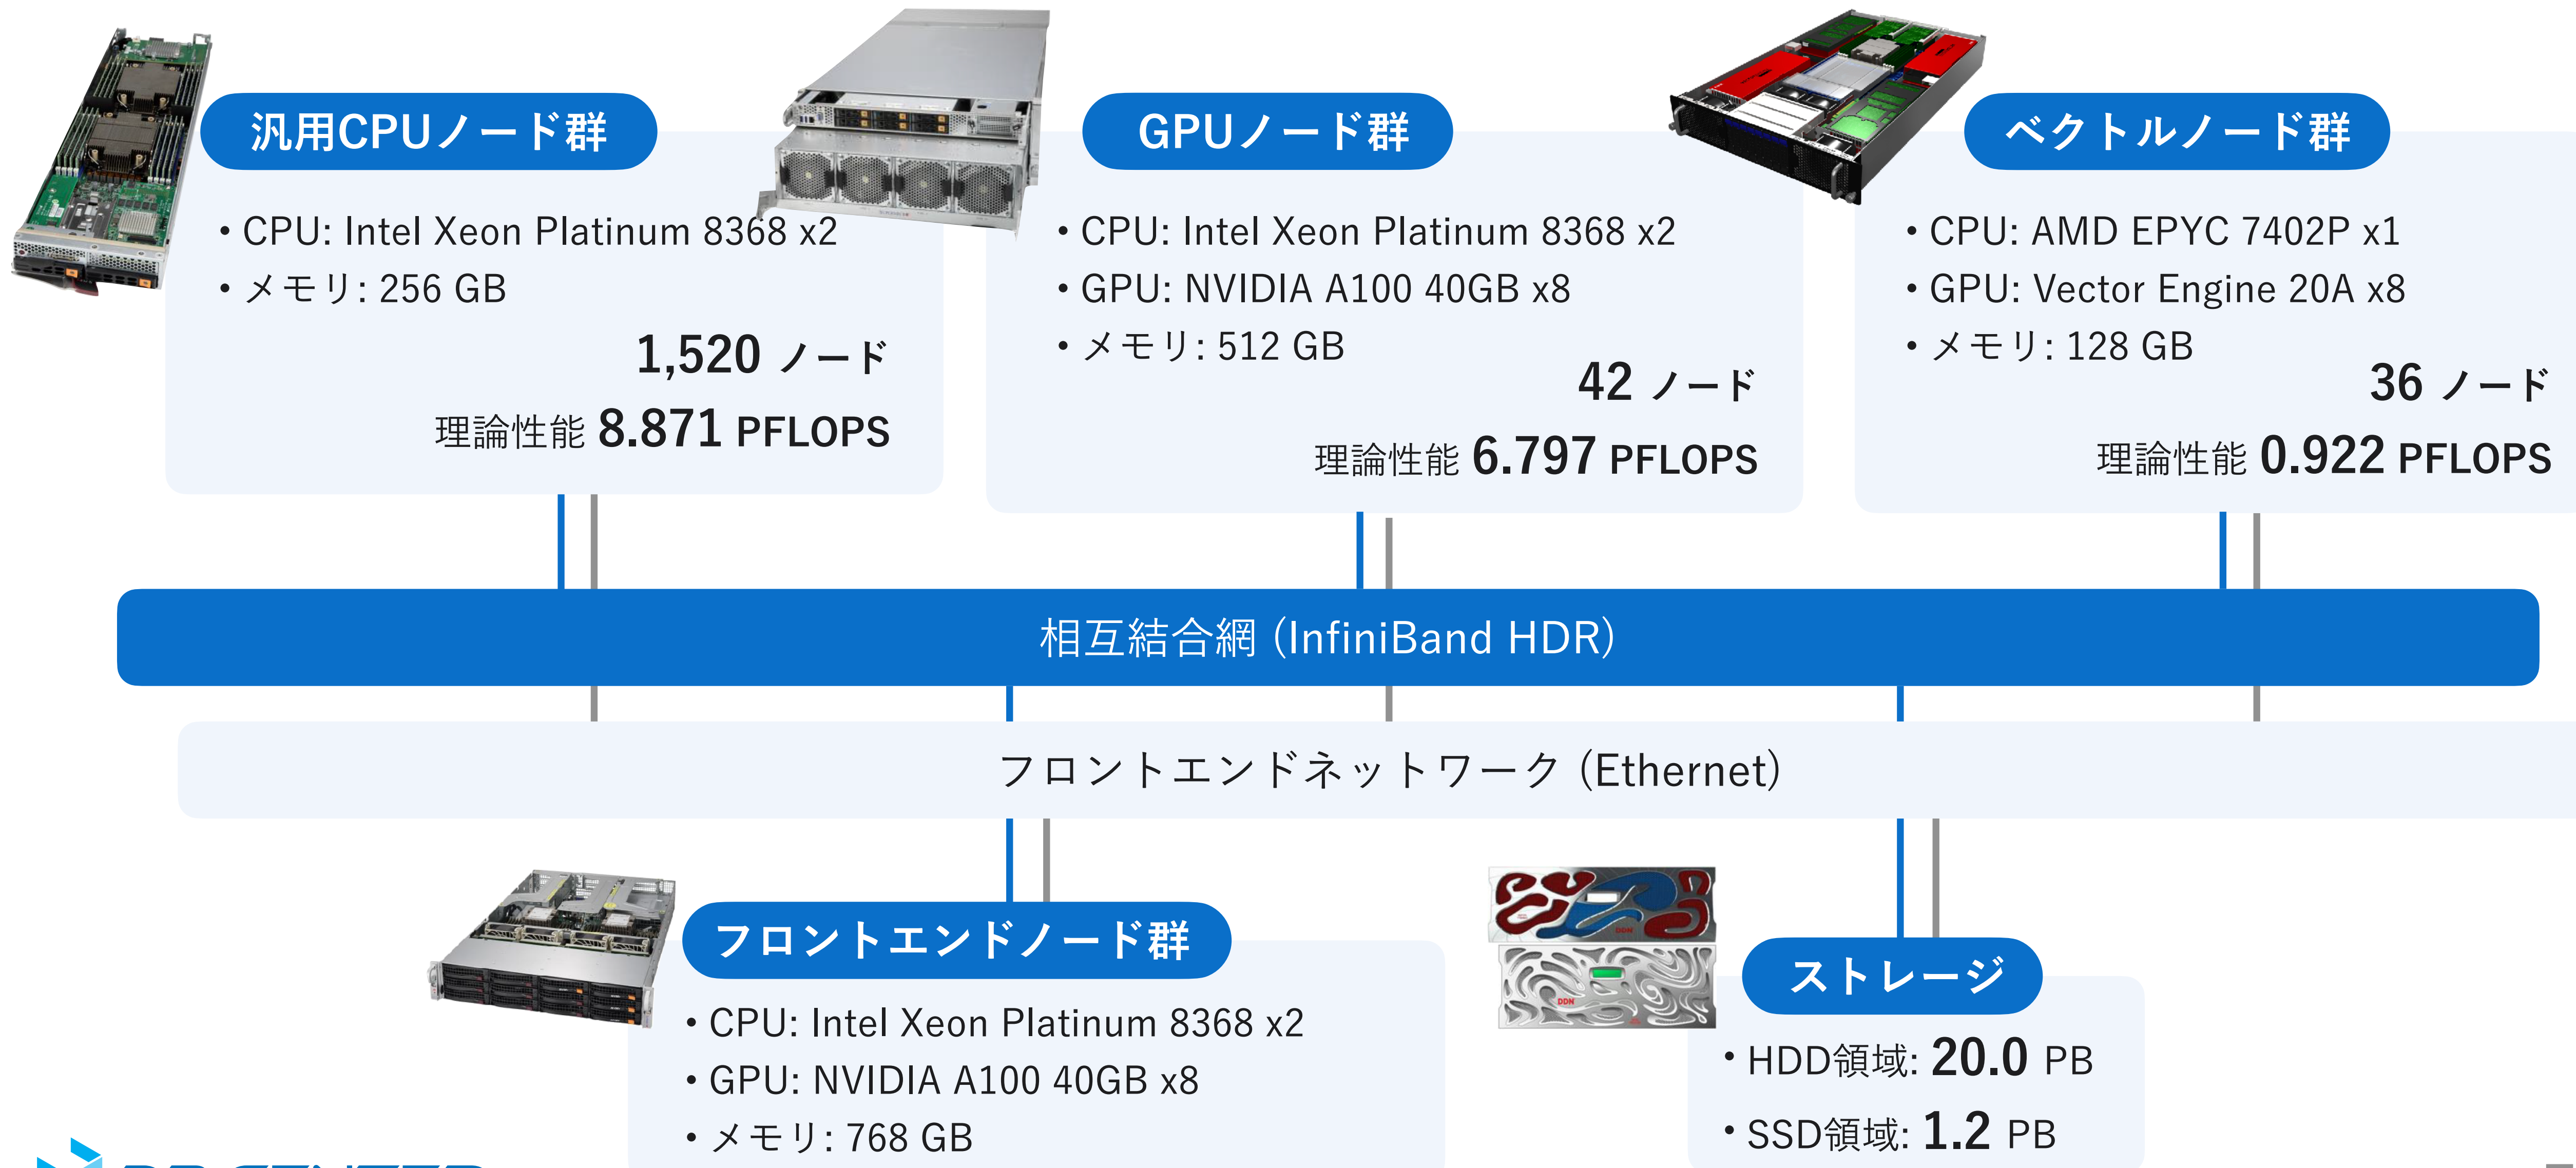 汎用CPUノード群
• CPU: Intel Xeon Platinum 8368 x2
• メモリ: 256 GB
1,520 ノード
理論性能 8.871 PFLOPS
GPUノード群
• CPU: Intel Xeon Platinum 8368 x2
• GPU: NVIDIA A100 40GB x8
• メモリ: 512 GB
42 ノード
理論性能 6.797 PFLOPS
ベクトルノード群
• CPU: AMD EPYC 7402P x1
• GPU: Vector Engine 20A x8
• メモリ: 128 GB
36 ノード
理論性能 0.922 PFLOPS
相互結合網 (InfiniBand HDR)
フロントエンドネットワーク (Ethernet)
フロントエンドノード群
• CPU: Intel Xeon Platinum 8368 x2
• GPU: NVIDIA A100 40GB x8
• メモリ: 768 GB
DDN
DDN
ストレージ
• HDD領域: 20.0 PB
• SSD領域: 1.2 PB